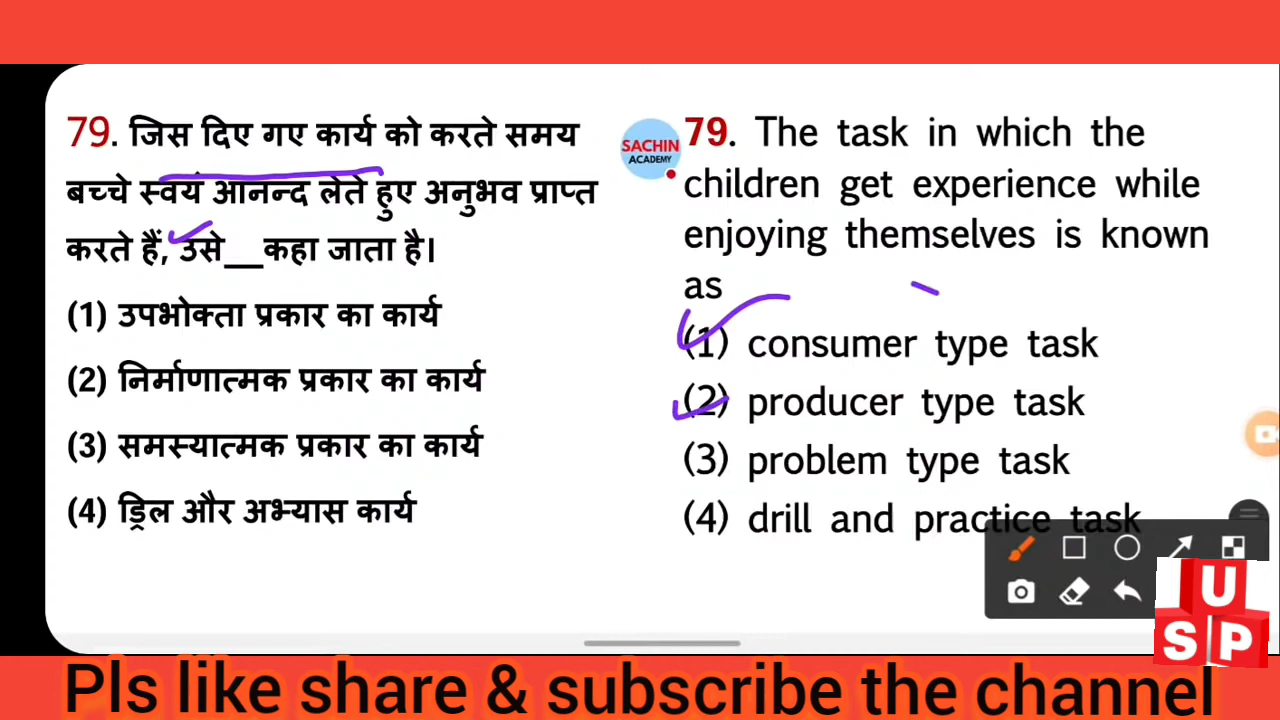 79. जिस दिए गए कार्य को करते समय
बच्चे स्वयं आनन्द लेते हुए अनुभव प्राप्त
करते हैं, उसे__कहा जाता है।
(1) उपभोक्ता प्रकार का कार्य
(2) निर्माणात्मक प्रकार का कार्य
(3) समस्यात्मक प्रकार का कार्य
(4) ड्रिल और अभ्यास कार्य
SACHIN
ACADEMY
79. The task in which the
children get experience while
enjoying themselves is known
as
(1) consumer type task
(2) producer type task
(3) problem type task
(4) drill and practice task
U
S P
Pls like share & subscribe the channel